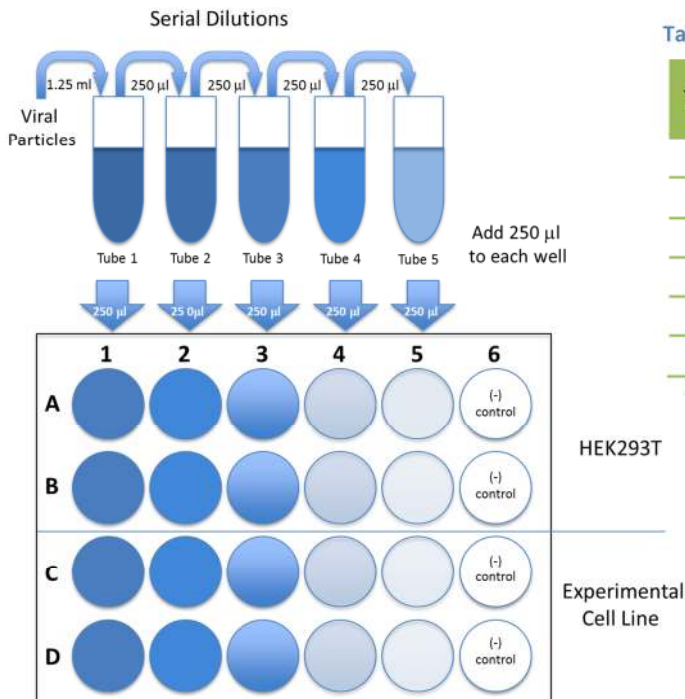 Serial Dilutions
Ta
1.25 ml 250 µl 250 µl 250 µl 250 µl
Viral
Particles
Tube 1 Tube 2 Tube 3 Tube 4 Tube 5
Add 250 µl
to each well
250 µl 25 0µl 250 µl 250 µl 250 µl
1 2 3 4 5 6
A
(-)
control
B
(-)
control
HEK293T
C
(-)
control
Experimental
Cell Line
D
(-)
control